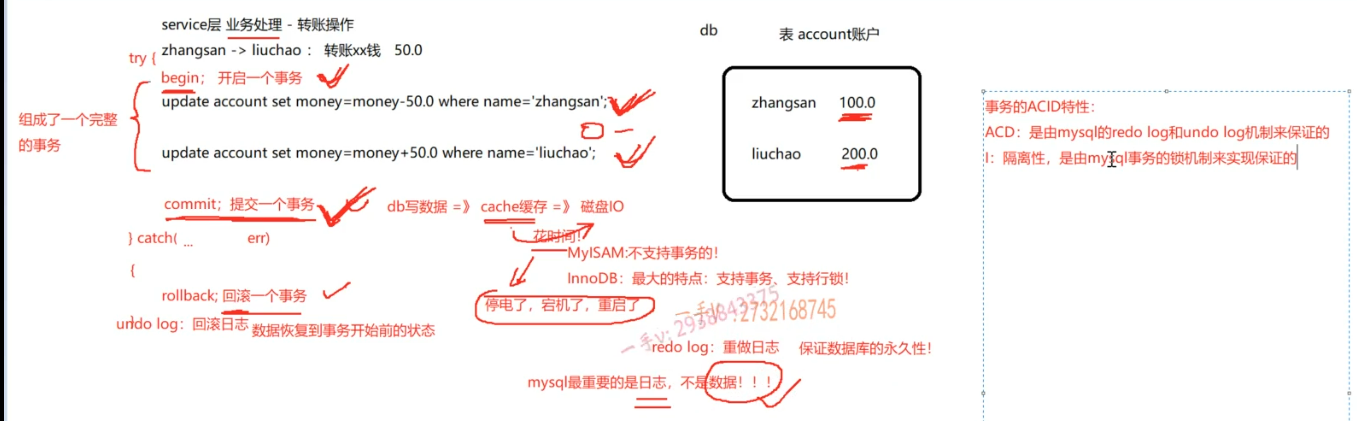 service层 业务处理 - 转账操作
zhangsan -> liuchao： 转账xx钱 50.0
try {
begin； 开启一个事务
update account set money=money-50.0 where name='zhangsan';
组成了一个完整
的事务
update account set money=money+50.0 where name='liuchao';
commit；提交一个事务
} catch( ... err)
{
rollback; 回滚一个事务
}
undo log：回滚日志 数据恢复到事务开始前的状态
db写数据 =》 cache缓存 =》 磁盘IO
花时间！
MyISAM:不支持事务的！
InnoDB：最大的特点：支持事务、支持行锁！
停电了，宕机了，重启了
一手V：2938843375
一手V：2732168745
redo log：重做日志 保证数据库的永久性！
mysql最重要的是日志，不是数据！！！
db 表 account账户
zhangsan 100.0
liuchao 200.0
事务的ACID特性：
ACD：是由mysql的redo log和undo log机制来保证的
I：隔离性，是由mysql事务的锁机制来实现保证的